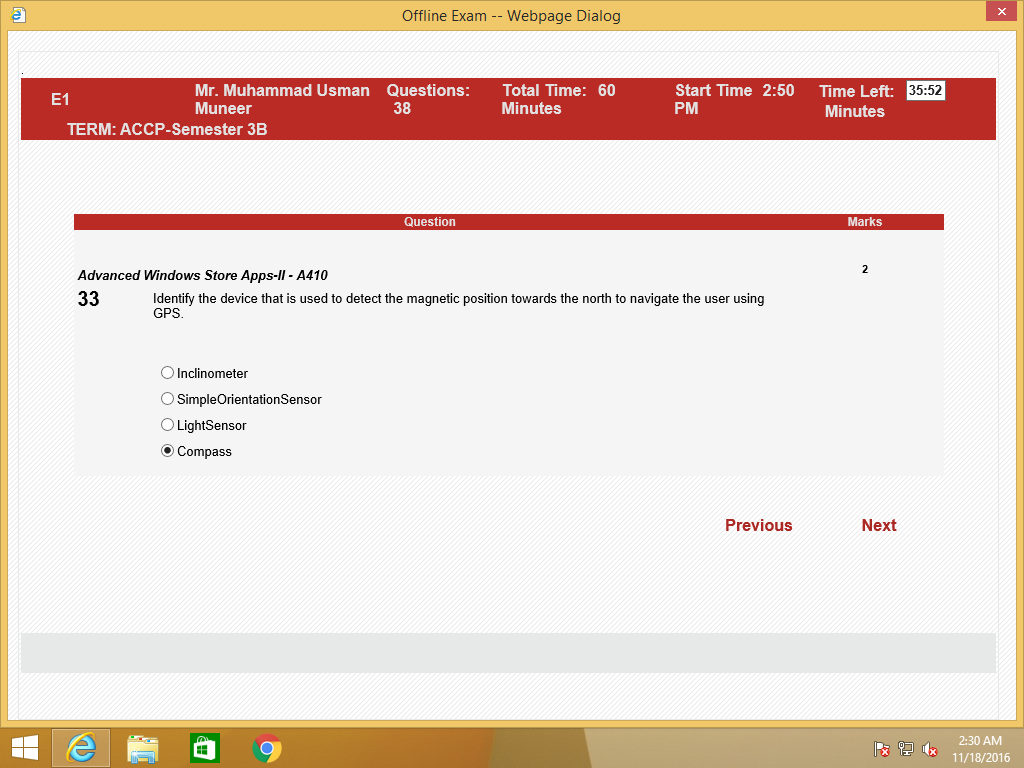 Offline Exam -- Webpage Dialog
.
E1
Mr. Muhammad Usman
Muneer
Questions:
38
Total Time: 60
Minutes
Start Time 2:50
PM
Time Left: 35:52
Minutes
TERM: ACCP-Semester 3B
Question Marks
Advanced Windows Store Apps-II - A410
2
33 Identify the device that is used to detect the magnetic position towards the north to navigate the user using
GPS.
Inclinometer
SimpleOrientationSensor
LightSensor
Compass
Previous Next
2:30 AM
11/18/2016